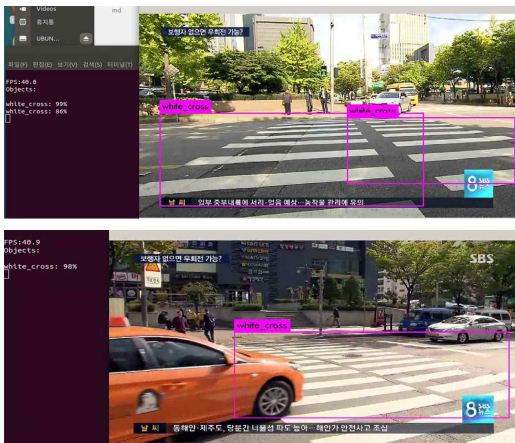 Videos
md
휴지통
UBUN...
파일(F) 편집(E) 보기(V) 검색(S) 터미널(T)
FPS:40.0
Objects:
white_cross: 99%
white_cross: 86%
보행자 없으면 우회전 가능?
white_cross
white_cross
8 SBS 뉴스
날 씨 일부 중부내륙에 서리·얼음 예상…농작물 관리에 유의
FPS:40.9
Objects:
white_cross: 98%
보행자 없으면 우회전 가능?
SBS
white_cross
8 SBS 뉴스
날 씨 동해안·제주도, 당분간 너울성 파도 높아…해안가 안전사고 조심